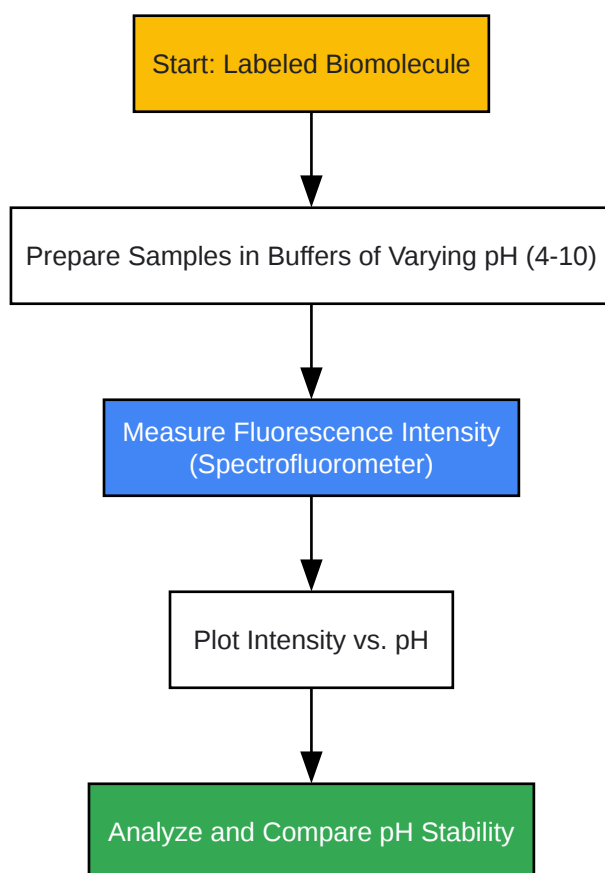 Start: Labeled Biomolecule
Prepare Samples in Buffers of Varying pH (4-10)
Measure Fluorescence Intensity
(Spectrofluorometer)
Plot Intensity vs. pH
Analyze and Compare pH Stability